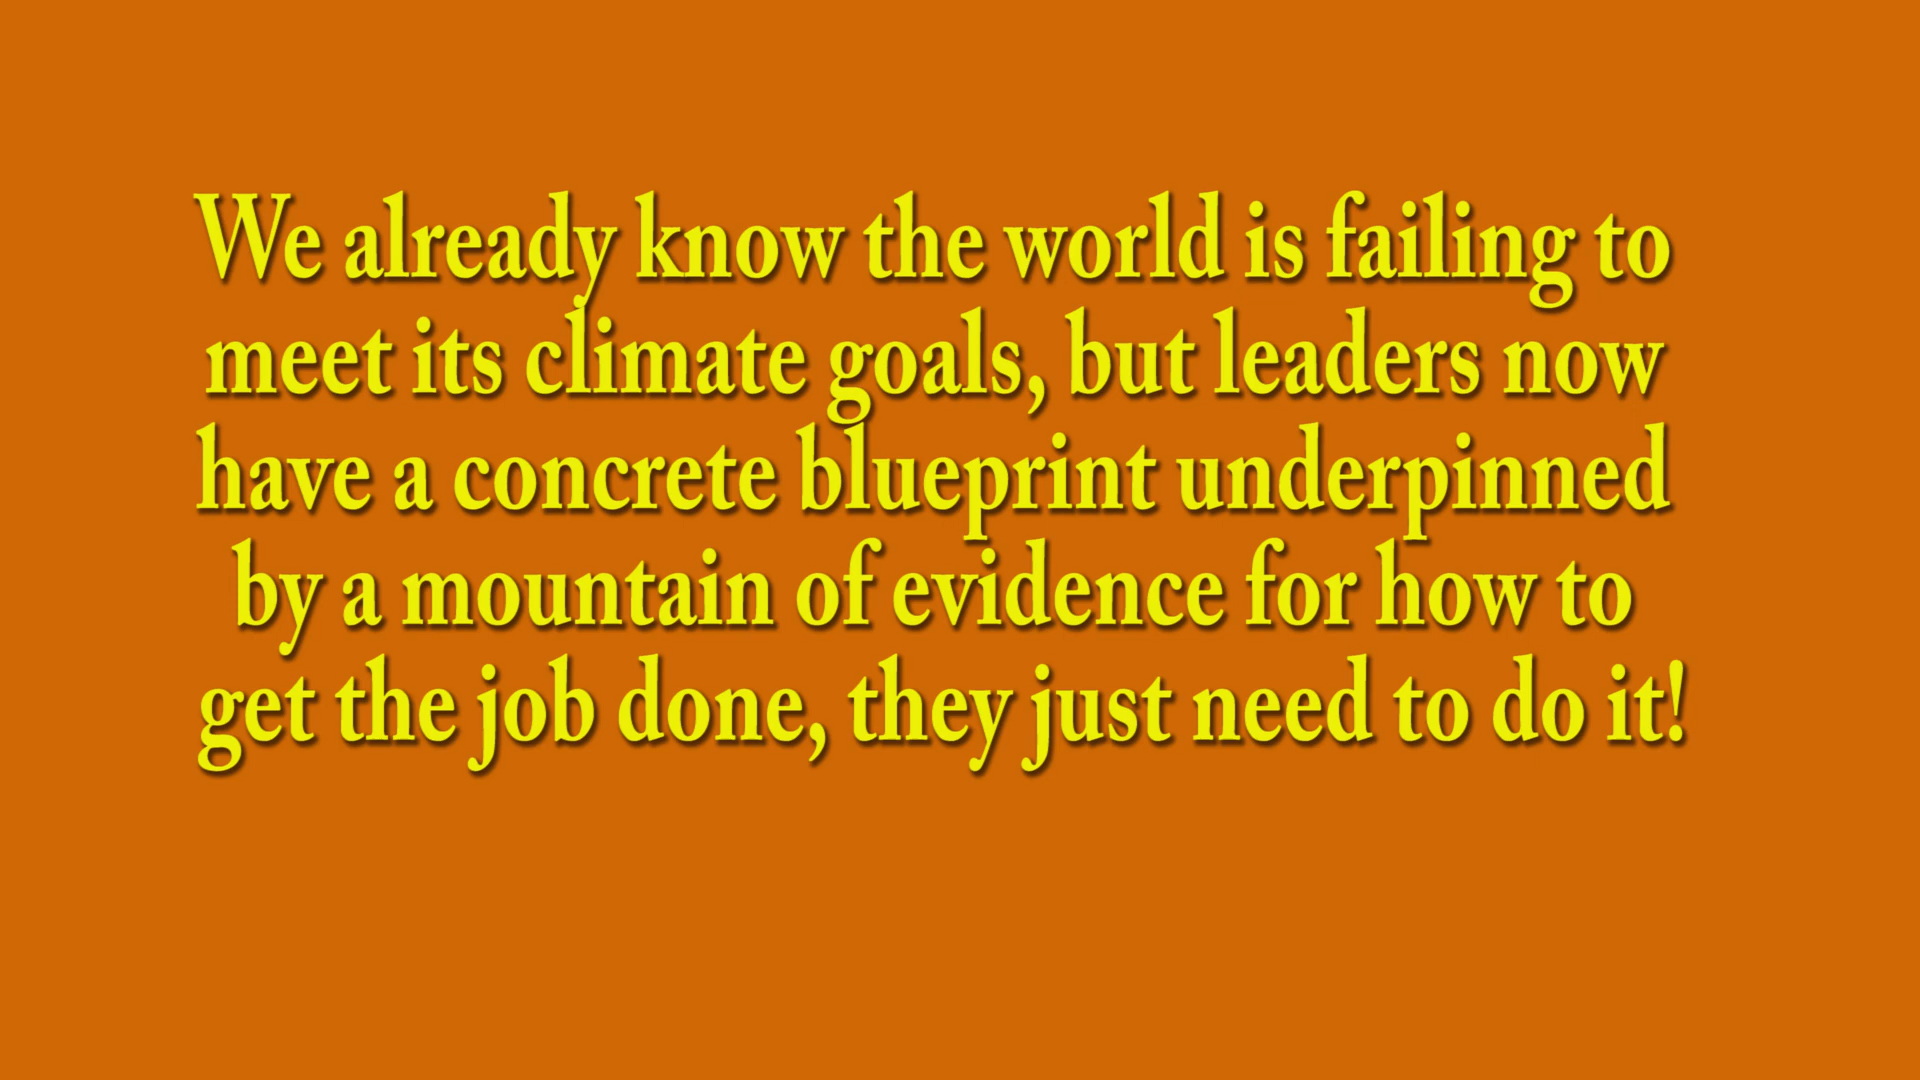 We already know the world is failing to
meet its climate goals, but leaders now
have a concrete blueprint underpinned
by a mountain of evidence for how to
get the job done, they just need to do it!